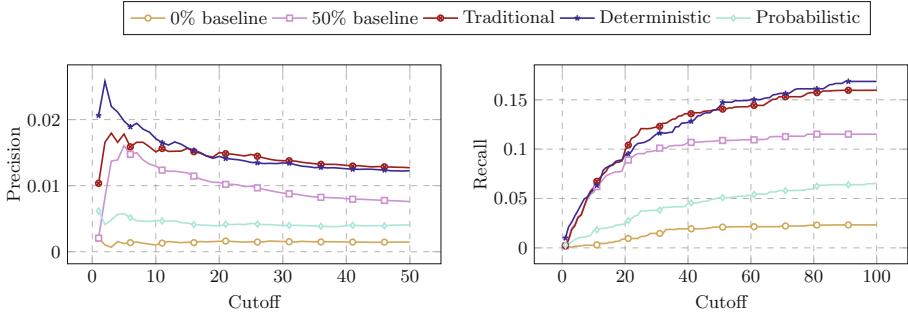 0% baseline 50% baseline Traditional Deterministic Probabilistic
Precision
0.02
0.01
0
0 10 20 30 40 50
Cutoff
Recall
0.15
0.1
0.05
0
0 20 40 60 80 100
Cutoff